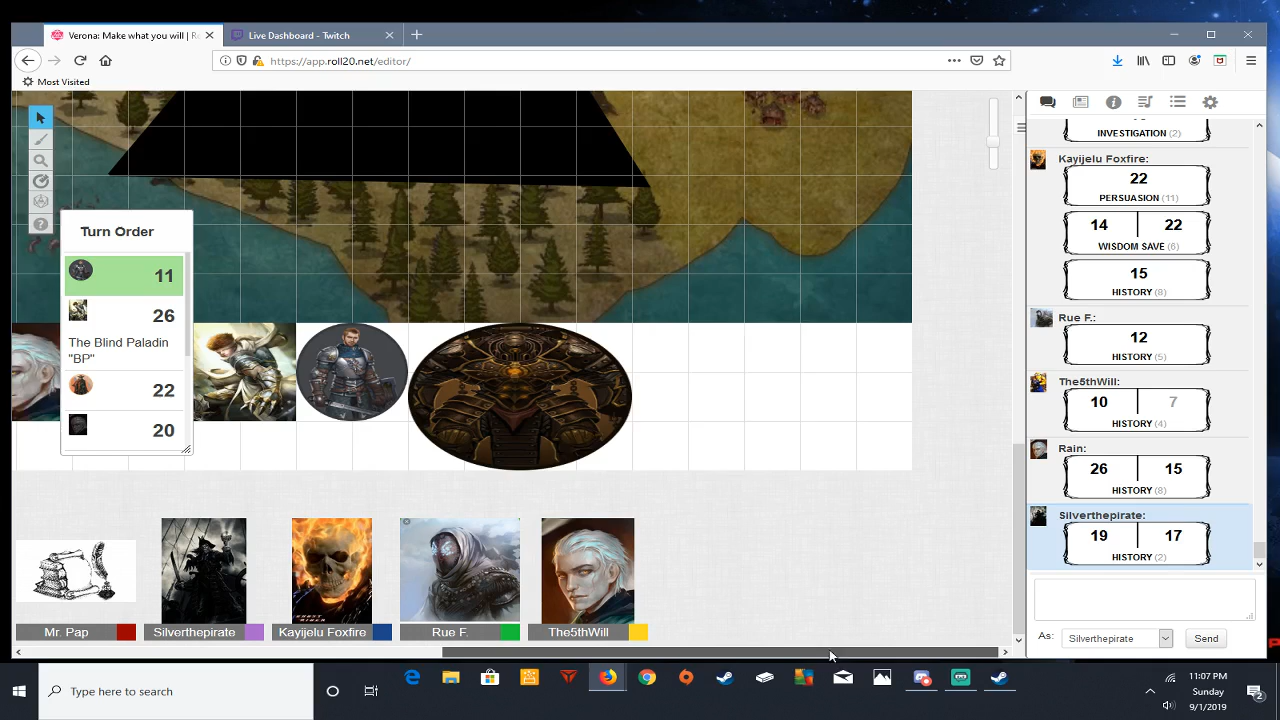 Verona: Make what you will | R
Live Dashboard - Twitch
https://app.roll20.net/editor/
Most Visited
Turn Order
11
26
The Blind Paladin
"BP"
22
20
INVESTIGATION (2)
Kayijelu Foxfire:
22
PERSUASION (11)
14 22
WISDOM SAVE (6)
15
HISTORY (8)
Rue F.:
12
HISTORY (5)
The5thWill:
10 7
HISTORY (4)
Rain:
26 15
HISTORY (8)
Silverthepirate:
19 17
HISTORY (2)
As: Silverthepirate Send
GHOST RIDER
Mr. Pap
Silverthepirate
Kayijelu Foxfire
Rue F.
The5thWill
Type here to search
11:07 PM
Sunday
9/1/2019
2